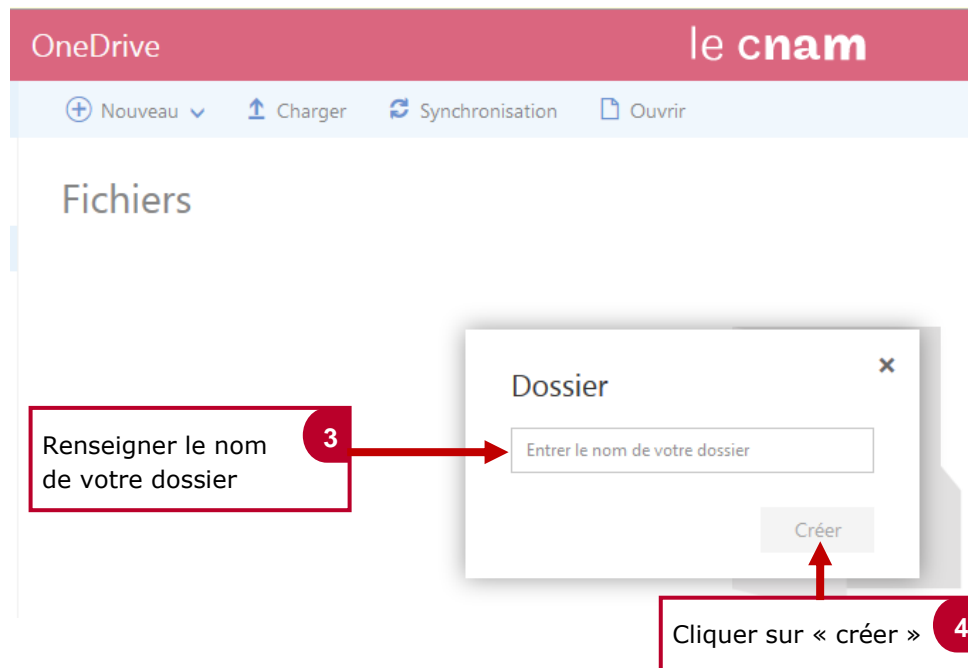 OneDrive
le cnam
Nouveau
Charger
Synchronisation
Ouvrir
Fichiers
Dossier
×
Renseigner le nom
de votre dossier
3
Entrer le nom de votre dossier
Créer
Cliquer sur « créer »
4